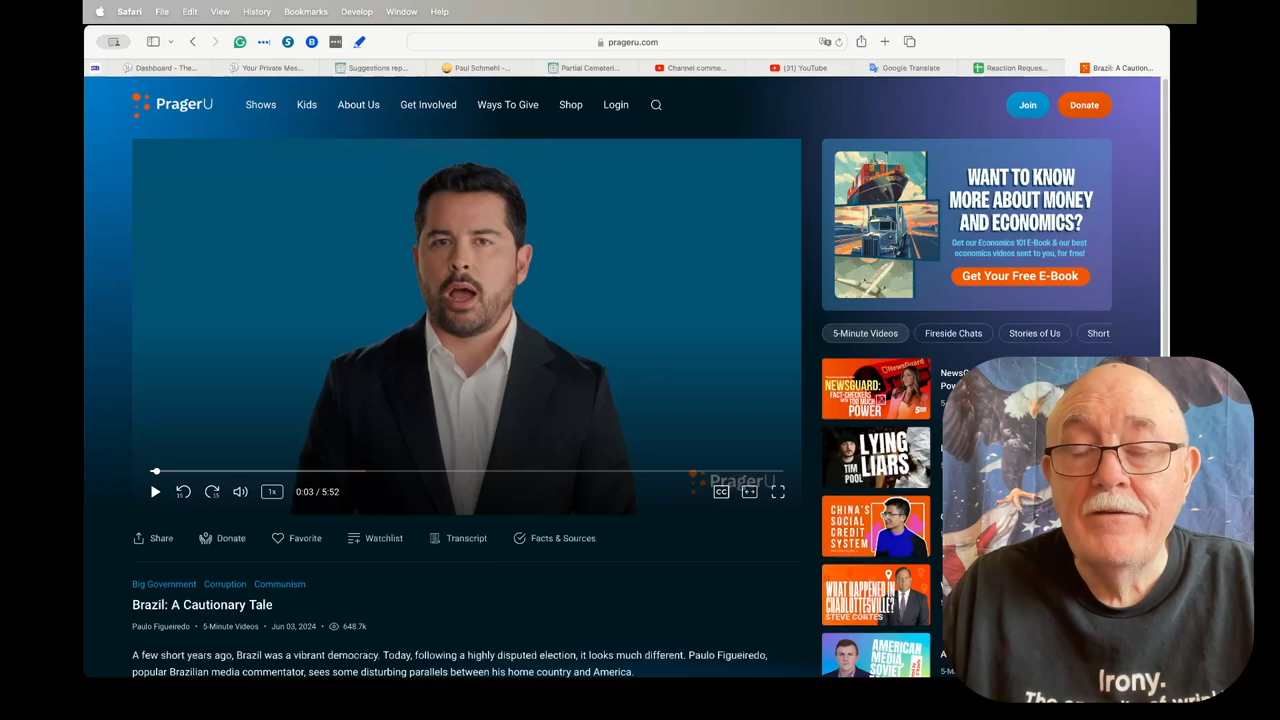 Safari File Edit View History Bookmarks Develop Window Help
prageru.com
SB Dashboard - The... Your Private Mes... Suggestions rep... Paul Schmehl -... Partial Cemeteri... Channel comme... (31) YouTube Google Translate Reaction Reques... Brazil: A Caution...
PragerU Shows Kids About Us Get Involved Ways To Give Shop Login Join Donate
WANT TO KNOW
MORE ABOUT MONEY
AND ECONOMICS?
Get our Economics 101 E-Book & our best
economics videos sent to you, for free!
Get Your Free E-Book
5-Minute Videos Fireside Chats Stories of Us Short
NewsGuard
NEWSGUARD:
FACT-CHECKERS
WITH TOO MUCH
POWER
TIM POOL
LYING
LIARS
CHINA'S
SOCIAL
CREDIT
SYSTEM
WHAT HAPPENED IN
CHARLOTTESVILLE?
STEVE CORTES
AMERICAN
MEDIA,
SOVIET
PragerU
15 15 1x 0:03 / 5:52 CC
Share Donate Favorite Watchlist Transcript Facts & Sources
Big Government Corruption Communism
Brazil: A Cautionary Tale
Paulo Figueiredo • 5-Minute Videos • Jun 03, 2024 • 648.7k
A few short years ago, Brazil was a vibrant democracy. Today, following a highly disputed election, it looks much different. Paulo Figueiredo,
popular Brazilian media commentator, sees some disturbing parallels between his home country and America.
Irony.